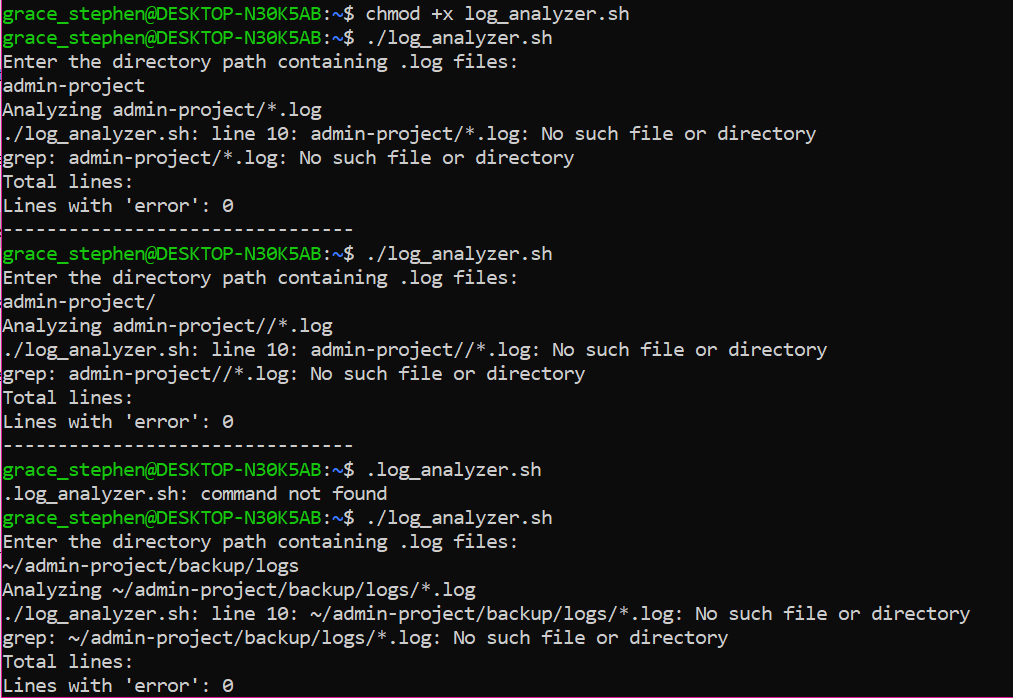 grace_stephen@DESKTOP-N30K5AB:~$ chmod +x log_analyzer.sh
grace_stephen@DESKTOP-N30K5AB:~$ ./log_analyzer.sh
Enter the directory path containing .log files:
admin-project
Analyzing admin-project/*.log
./log_analyzer.sh: line 10: admin-project/*.log: No such file or directory
grep: admin-project/*.log: No such file or directory
Total lines:
Lines with 'error': 0
--------------------------------
grace_stephen@DESKTOP-N30K5AB:~$ ./log_analyzer.sh
Enter the directory path containing .log files:
admin-project/
Analyzing admin-project//*.log
./log_analyzer.sh: line 10: admin-project//*.log: No such file or directory
grep: admin-project//*.log: No such file or directory
Total lines:
Lines with 'error': 0
--------------------------------
grace_stephen@DESKTOP-N30K5AB:~$ .log_analyzer.sh
.log_analyzer.sh: command not found
grace_stephen@DESKTOP-N30K5AB:~$ ./log_analyzer.sh
Enter the directory path containing .log files:
~/admin-project/backup/logs
Analyzing ~/admin-project/backup/logs/*.log
./log_analyzer.sh: line 10: ~/admin-project/backup/logs/*.log: No such file or directory
grep: ~/admin-project/backup/logs/*.log: No such file or directory
Total lines:
Lines with 'error': 0